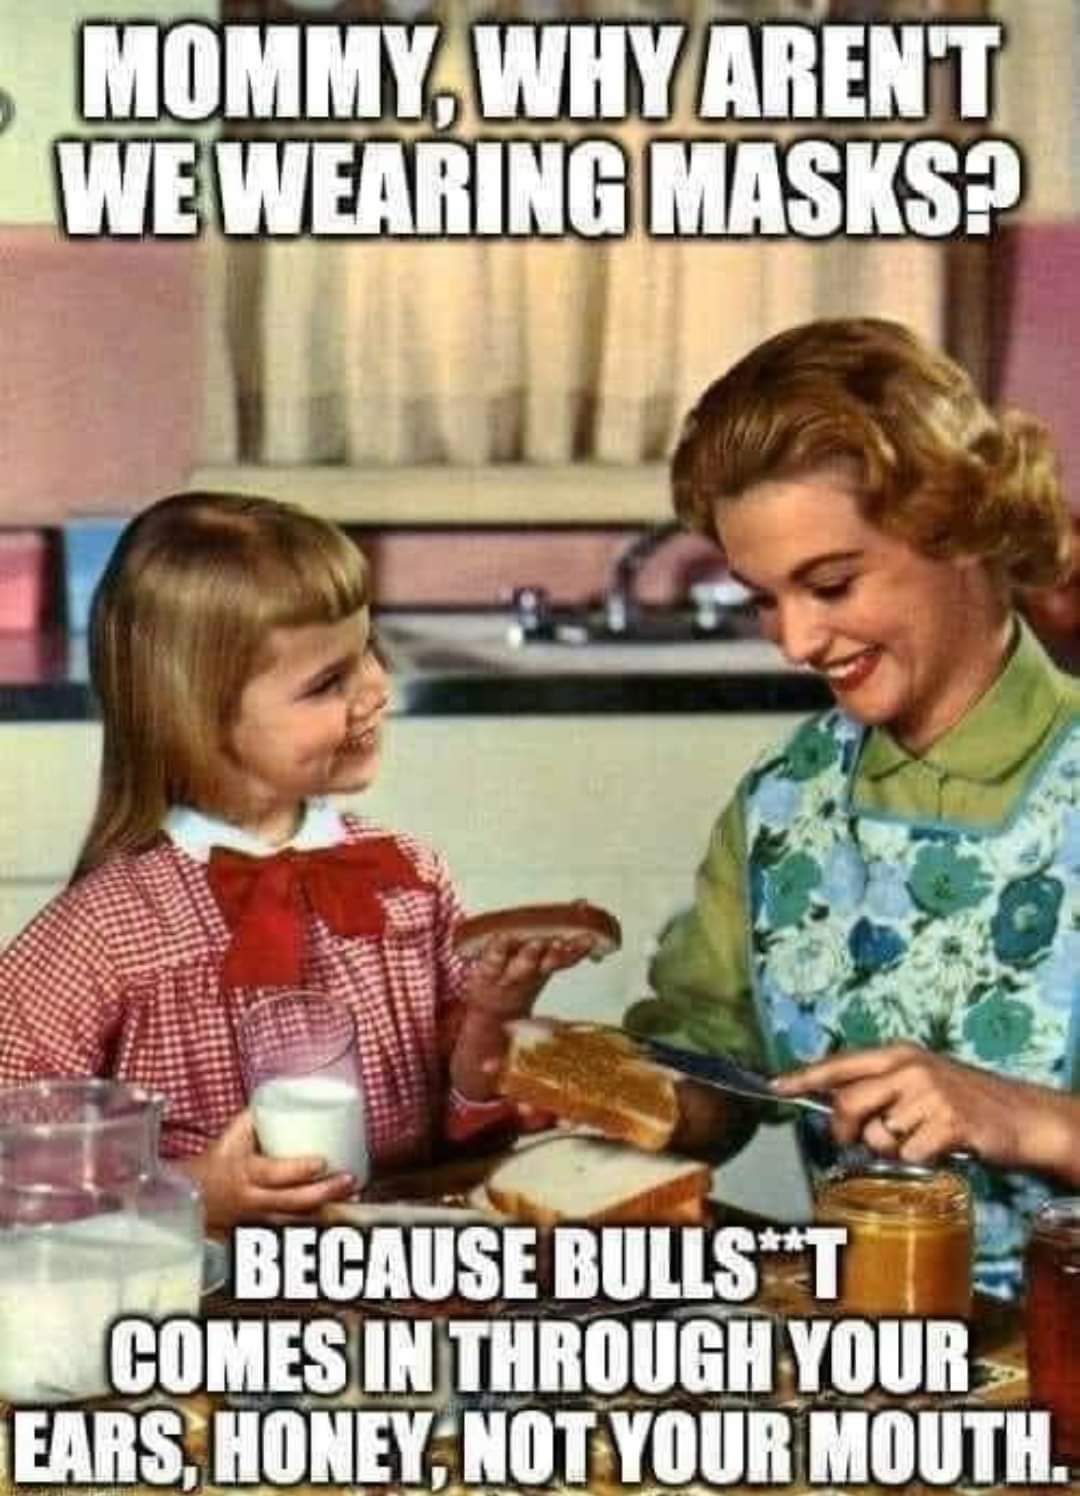 MOMMY, WHY AREN'T
WE WEARING MASKS?
BECAUSE BULLS**T
COMES IN THROUGH YOUR
EARS, HONEY, NOT YOUR MOUTH.